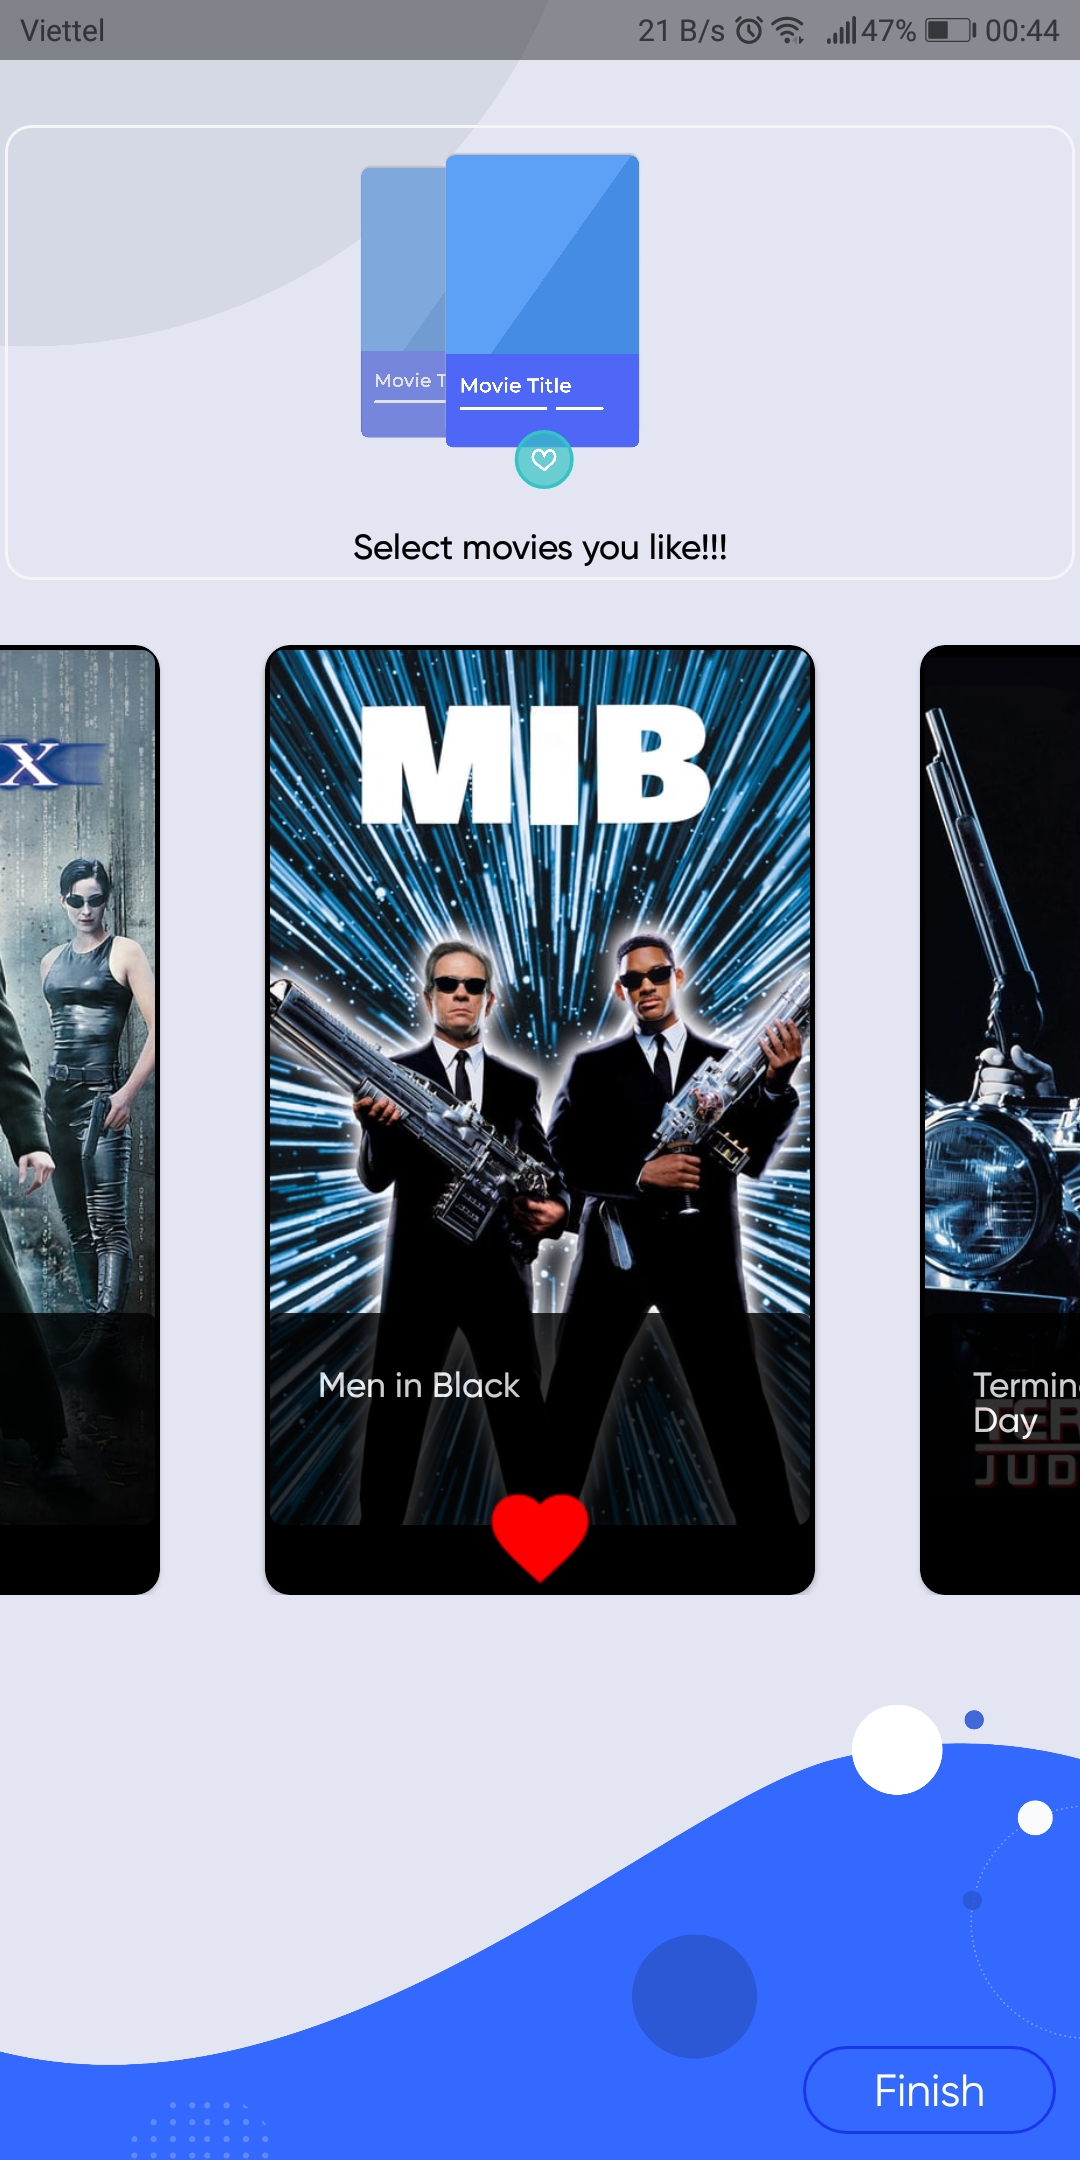 Viettel 21 B/s 47% 00:44
Movie T
Movie Title
Select movies you like!!!
X
MIB
Men in Black
Termin
Day
TER
JUD
Finish